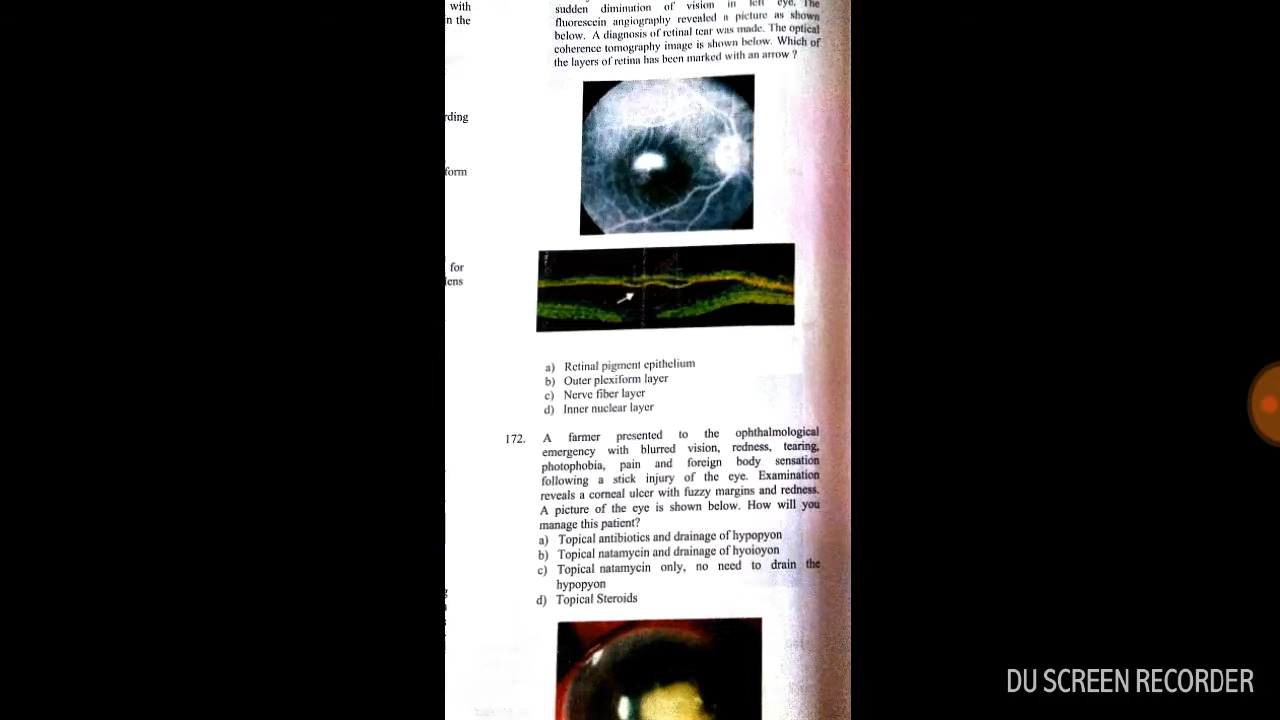 with
n the
rding
form
for
lens
sudden diminution of vision in left eye. The
fluorescein angiography revealed a picture as shown
below. A diagnosis of retinal tear was made. The optical
coherence tomography image is shown below. Which of
the layers of retina has been marked with an arrow ?
a) Retinal pigment epithelium
b) Outer plexiform layer
c) Nerve fiber layer
d) Inner nuclear layer
172. A farmer presented to the ophthalmological
emergency with blurred vision, redness, tearing,
photophobia, pain and foreign body sensation
following a stick injury of the eye. Examination
reveals a corneal ulcer with fuzzy margins and redness.
A picture of the eye is shown below. How will you
manage this patient?
a) Topical antibiotics and drainage of hypopyon
b) Topical natamycin and drainage of hyoioyon
c) Topical natamycin only, no need to drain the
hypopyon
d) Topical Steroids
DU SCREEN RECORDER